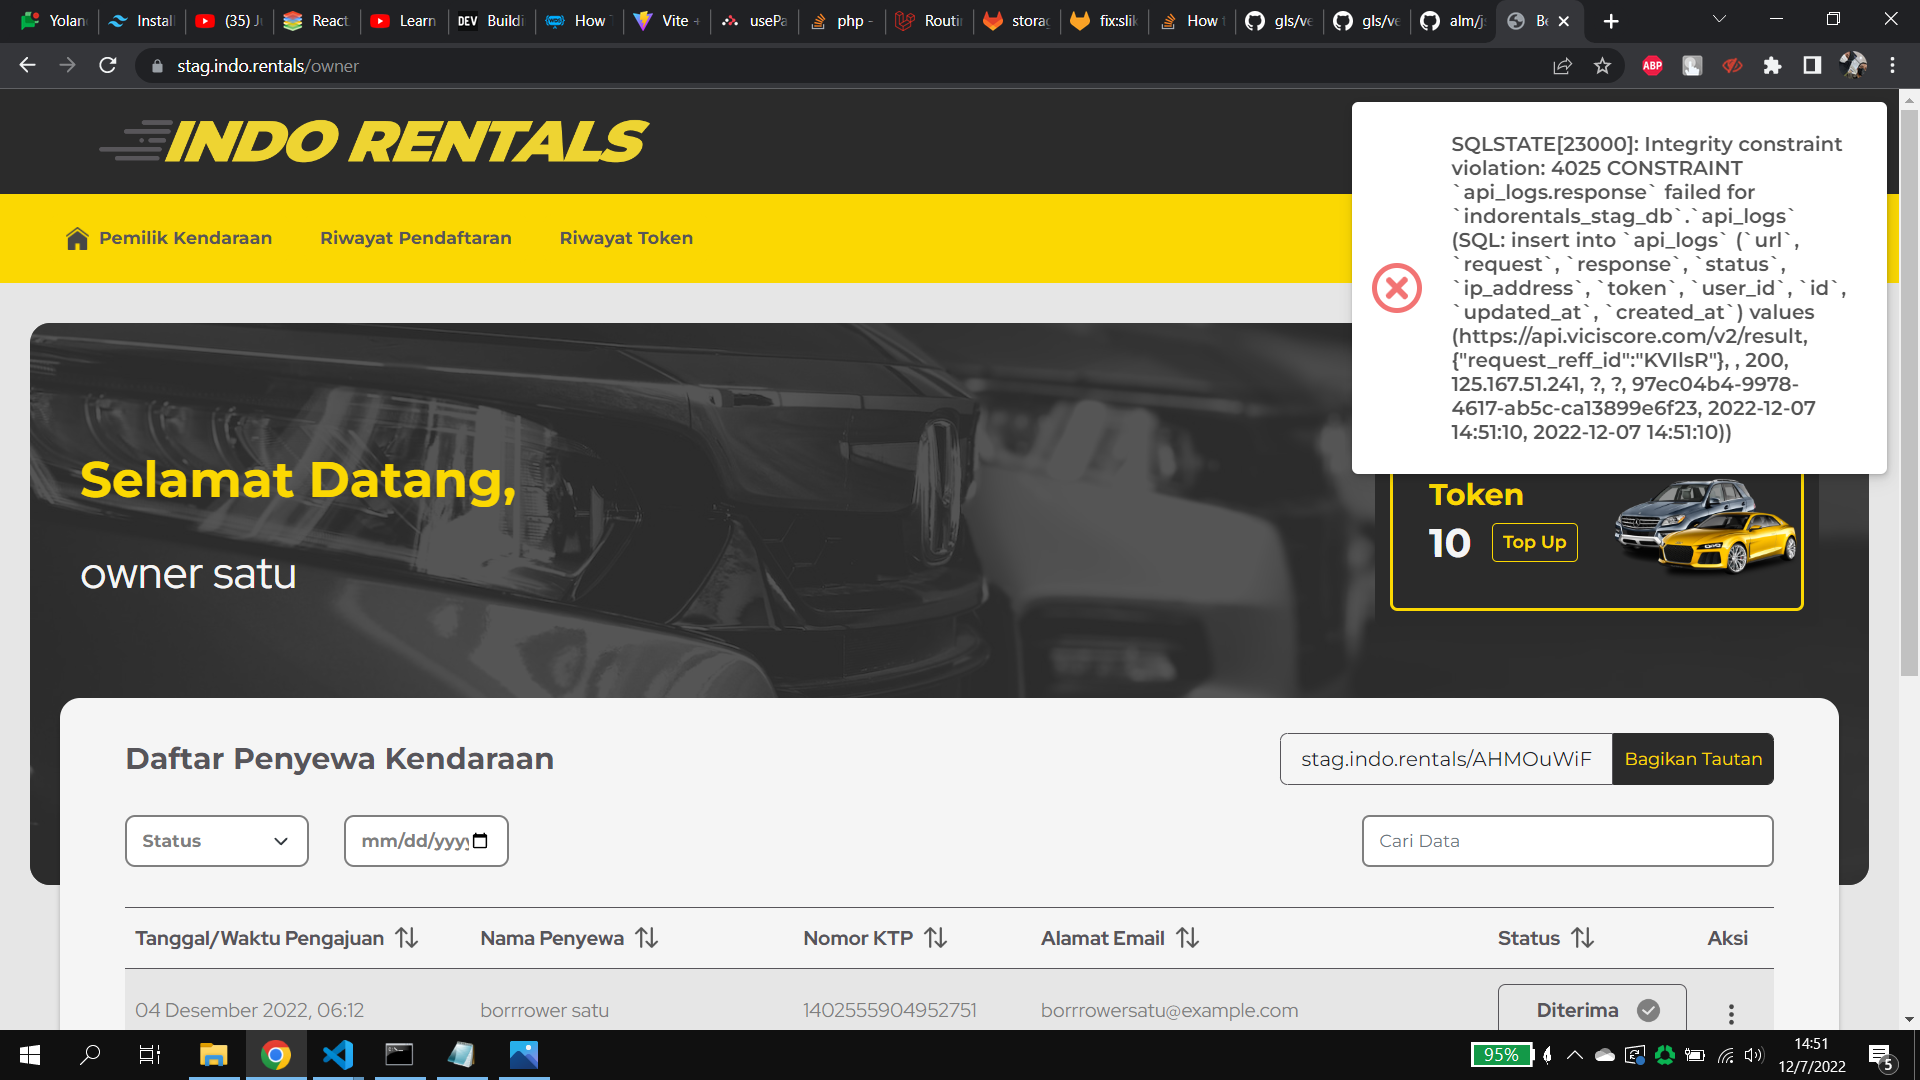 Yolan
Instal
(35) J
React
Learn
DEV
Buildi
How
Vite +
usePa
php -
Routi
storag
fix:slik
How t
gls/ve
gls/ve
alm/js
Be
stag.indo.rentals/owner
ABP
INDO RENTALS
SQLSTATE[23000]: Integrity constraint
violation: 4025 CONSTRAINT
`api_logs.response` failed for
`indorentals_stag_db`.`api_logs`
(SQL: insert into `api_logs` (`url`,
`request`, `response`, `status`,
`ip_address`, `token`, `user_id`, `id`,
`updated_at`, `created_at`) values
(https://api.viciscore.com/v2/result,
{"request_reff_id":"KVIIsR"}, , 200,
125.167.51.241, ?, ?, 97ec04b4-9978-
4617-ab5c-ca13899e6f23, 2022-12-07
14:51:10, 2022-12-07 14:51:10))
Pemilik Kendaraan
Riwayat Pendaftaran
Riwayat Token
Selamat Datang,
owner satu
Token
10
Top Up
Daftar Penyewa Kendaraan
stag.indo.rentals/AHMOuWiF
Bagikan Tautan
Status
mm/dd/yyyy
Cari Data
Tanggal/Waktu Pengajuan
Nama Penyewa
Nomor KTP
Alamat Email
Status
Aksi
04 Desember 2022, 06:12
borrrower satu
1402555904952751
borrrowersatu@example.com
Diterima
95%
14:51
12/7/2022
5